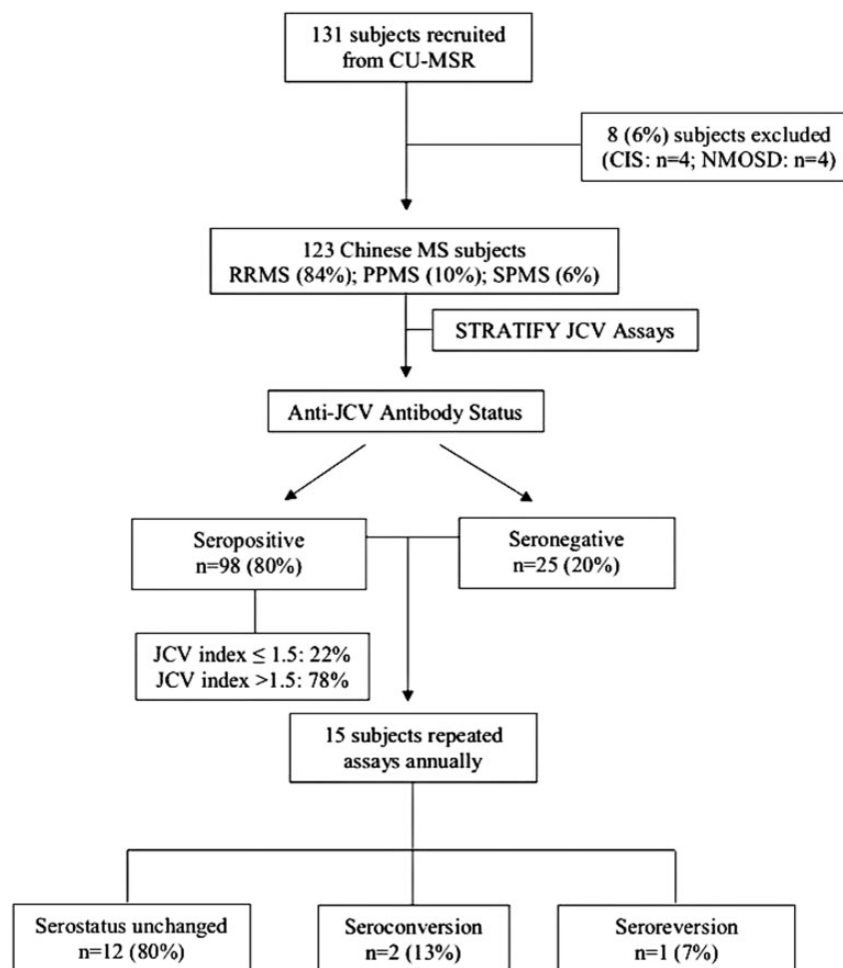 131 subjects recruited
from CU-MSR
8 (6%) subjects excluded
(CIS: n=4; NMOSD: n=4)
123 Chinese MS subjects
RRMS (84%); PPMS (10%); SPMS (6%)
STRATIFY JCV Assays
Anti-JCV Antibody Status
Seropositive
n=98 (80%)
Seronegative
n=25 (20%)
JCV index ≤ 1.5: 22%
JCV index >1.5: 78%
15 subjects repeated
assays annually
Serostatus unchanged
n=12 (80%)
Seroconversion
n=2 (13%)
Seroreversion
n=1 (7%)